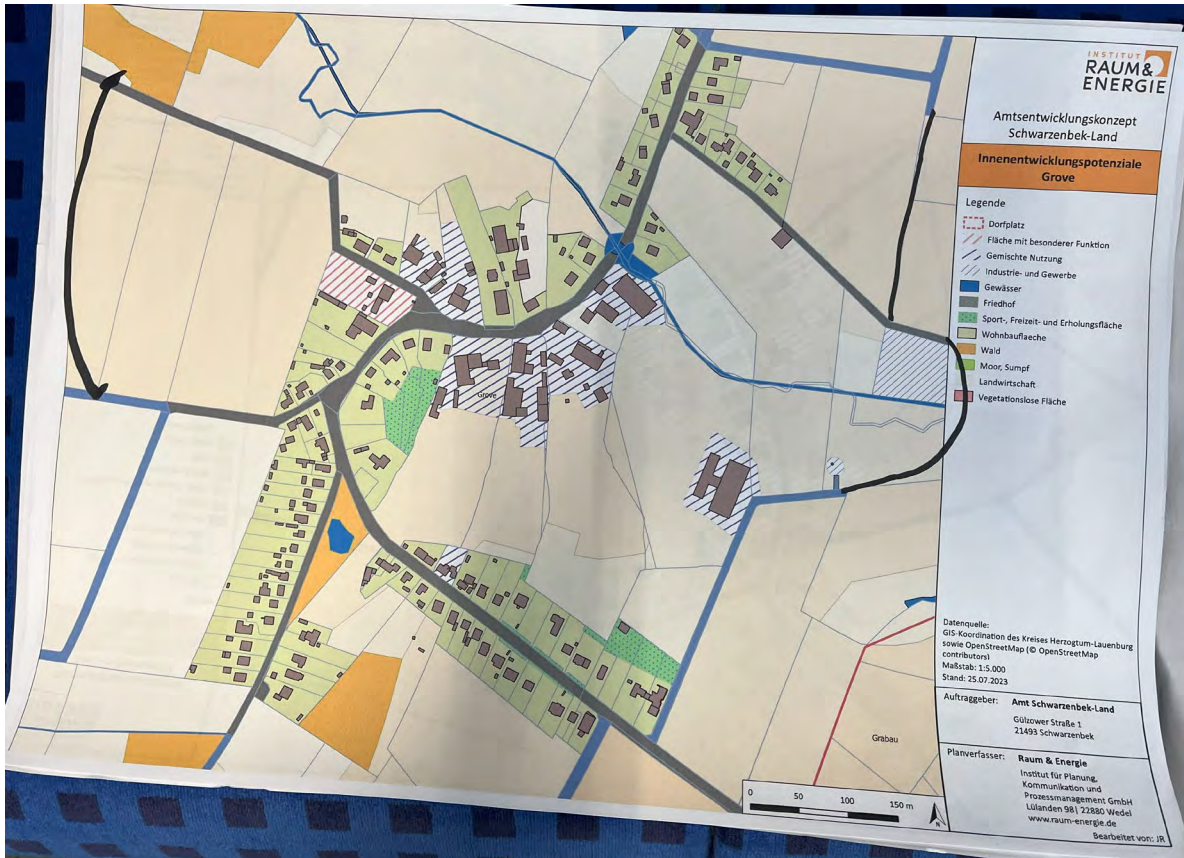 INSTITUT
RAUM&
ENERGIE
Amtsentwicklungskonzept
Schwarzenbek-Land
Innenentwicklungspotenziale
Grove
Legende
Dorfplatz
Fläche mit besonderer Funktion
Gemischte Nutzung
Industrie- und Gewerbe
Gewässer
Friedhof
Sport-, Freizeit- und Erholungsfläche
Wohnbauflaeche
Wald
Moor, Sumpf
Landwirtschaft
Vegetationslose Fläche
Grove
Grabau
Datenquelle:
GIS-Koordination des Kreises Herzogtum-Lauenburg
sowie OpenStreetMap (© OpenStreetMap
contributors)
Maßstab: 1:5.000
Stand: 25.07.2023
Auftraggeber: Amt Schwarzenbek-Land
Gülzower Straße 1
21493 Schwarzenbek
Planverfasser: Raum & Energie
Institut für Planung,
Kommunikation und
Prozessmanagement GmbH
Lülanden 98| 22880 Wedel
www.raum-energie.de
Bearbeitet von: JR
0 50 100 150 m
N